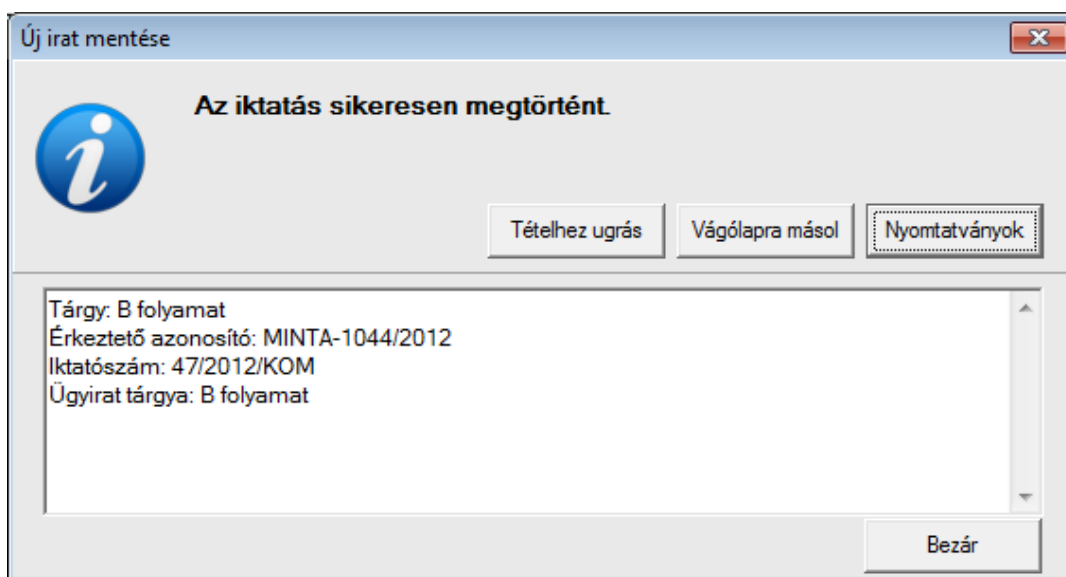 Új irat mentése
Az iktatás sikeresen megtörtént.
Tételhez ugrás
Vágólapra másol
Nyomtatványok
Tárgy: B folyamat
Érkeztető azonosító: MINTA-1044/2012
Iktatószám: 47/2012/KOM
Ügyirat tárgya: B folyamat
Bezár